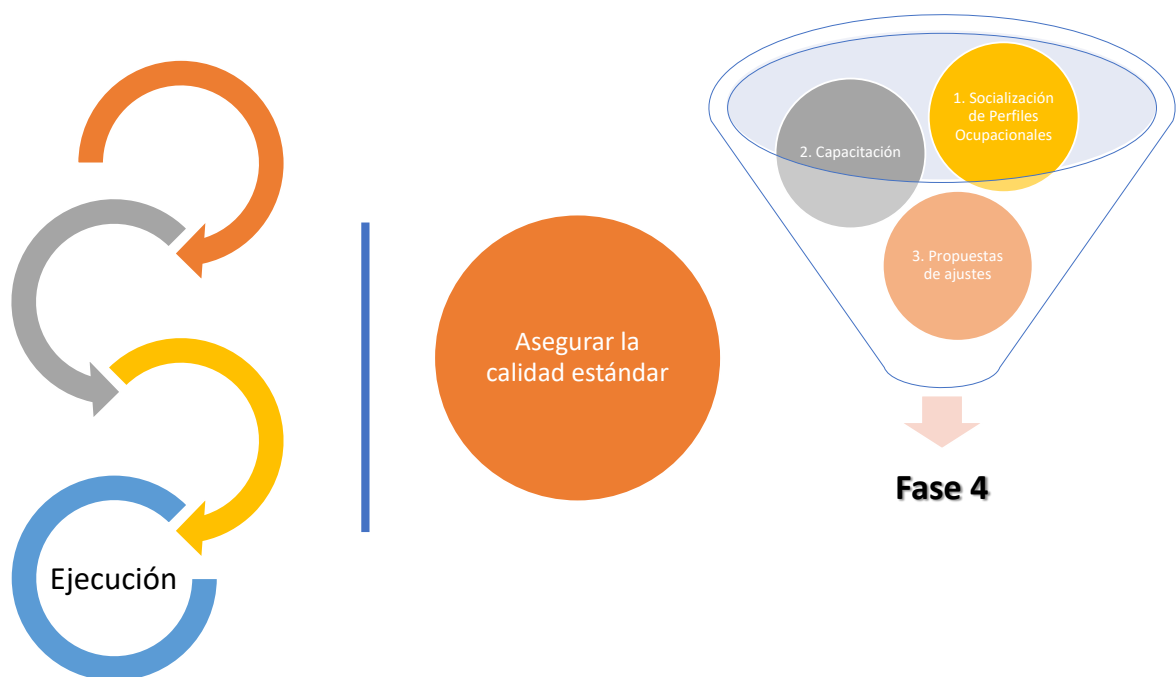 Ejecución
Asegurar la
calidad estándar
1. Socialización
de Perfiles
Ocupacionales
2. Capacitación
3. Propuestas
de ajustes
Fase 4